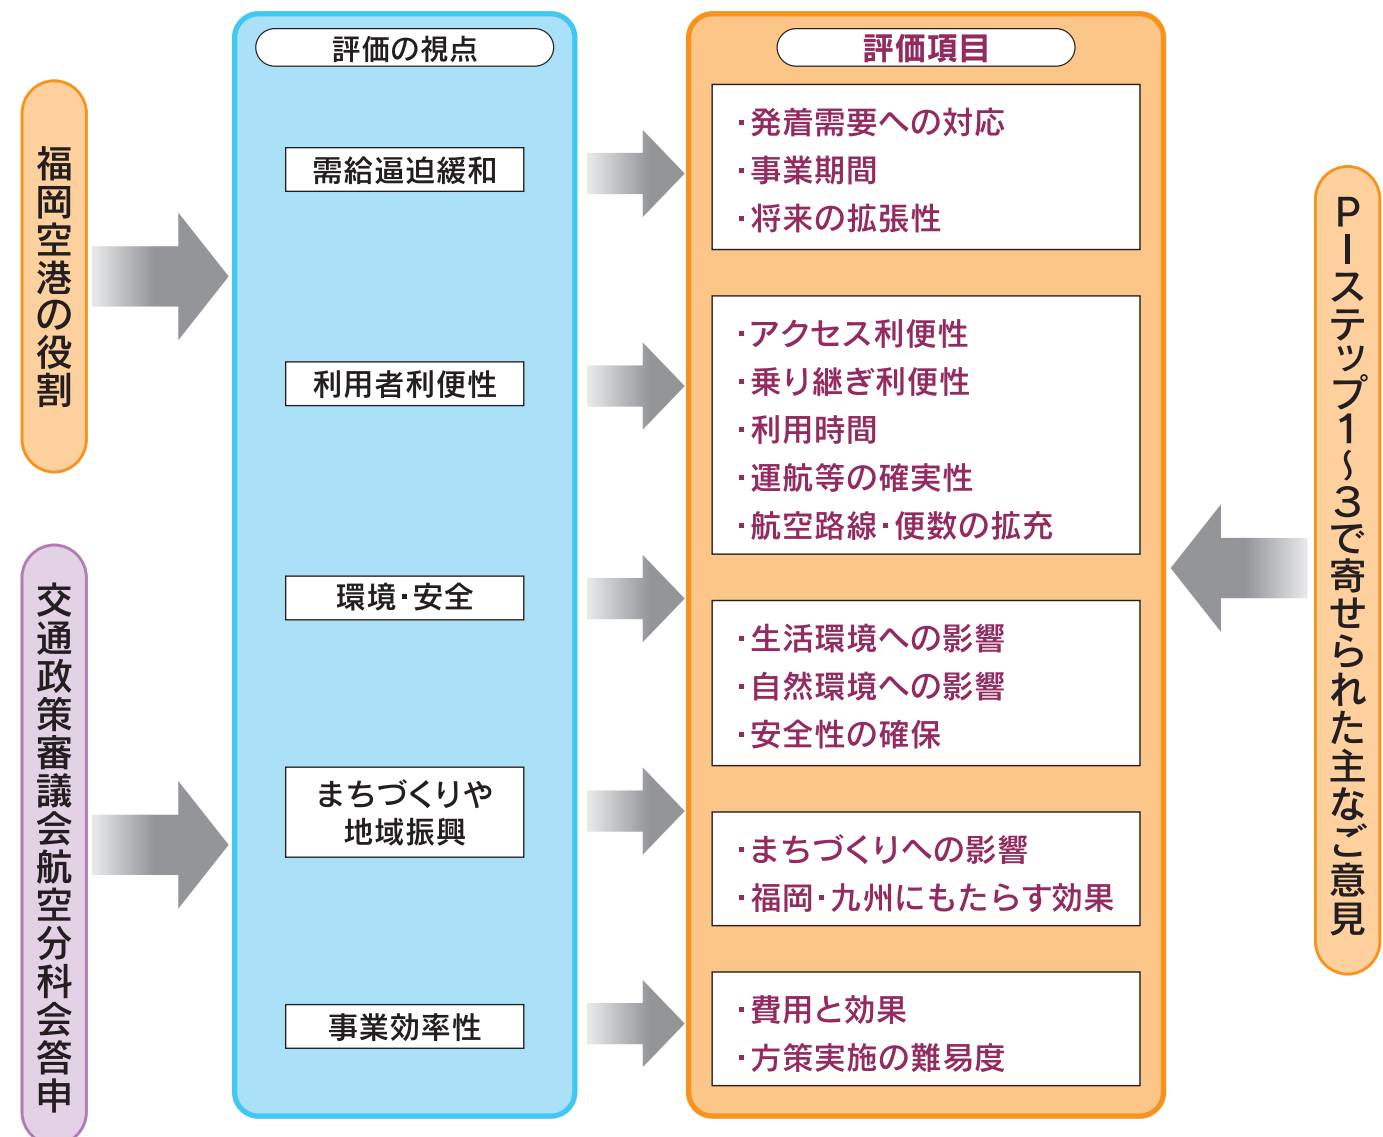 福岡空港の役割
交通政策審議会航空分科会答申
評価の視点
需給逼迫緩和
利用者利便性
環境・安全
まちづくりや
地域振興
事業効率性
評価項目
・発着需要への対応
・事業期間
・将来の拡張性
・アクセス利便性
・乗り継ぎ利便性
・利用時間
・運航等の確実性
・航空路線・便数の拡充
・生活環境への影響
・自然環境への影響
・安全性の確保
・まちづくりへの影響
・福岡・九州にもたらす効果
・費用と効果
・方策実施の難易度
PIステップ1〜3で寄せられた主なご意見